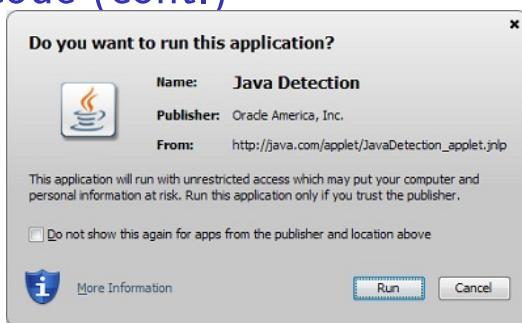 Code (cont.)
Do you want to run this application?
Name: Java Detection
Publisher: Oracle America, Inc.
From: http://java.com/applet/JavaDetection_applet.jnlp
This application will run with unrestricted access which may put your computer and
personal information at risk. Run this application only if you trust the publisher.
Do not show this again for apps from the publisher and location above
More Information
Run
Cancel